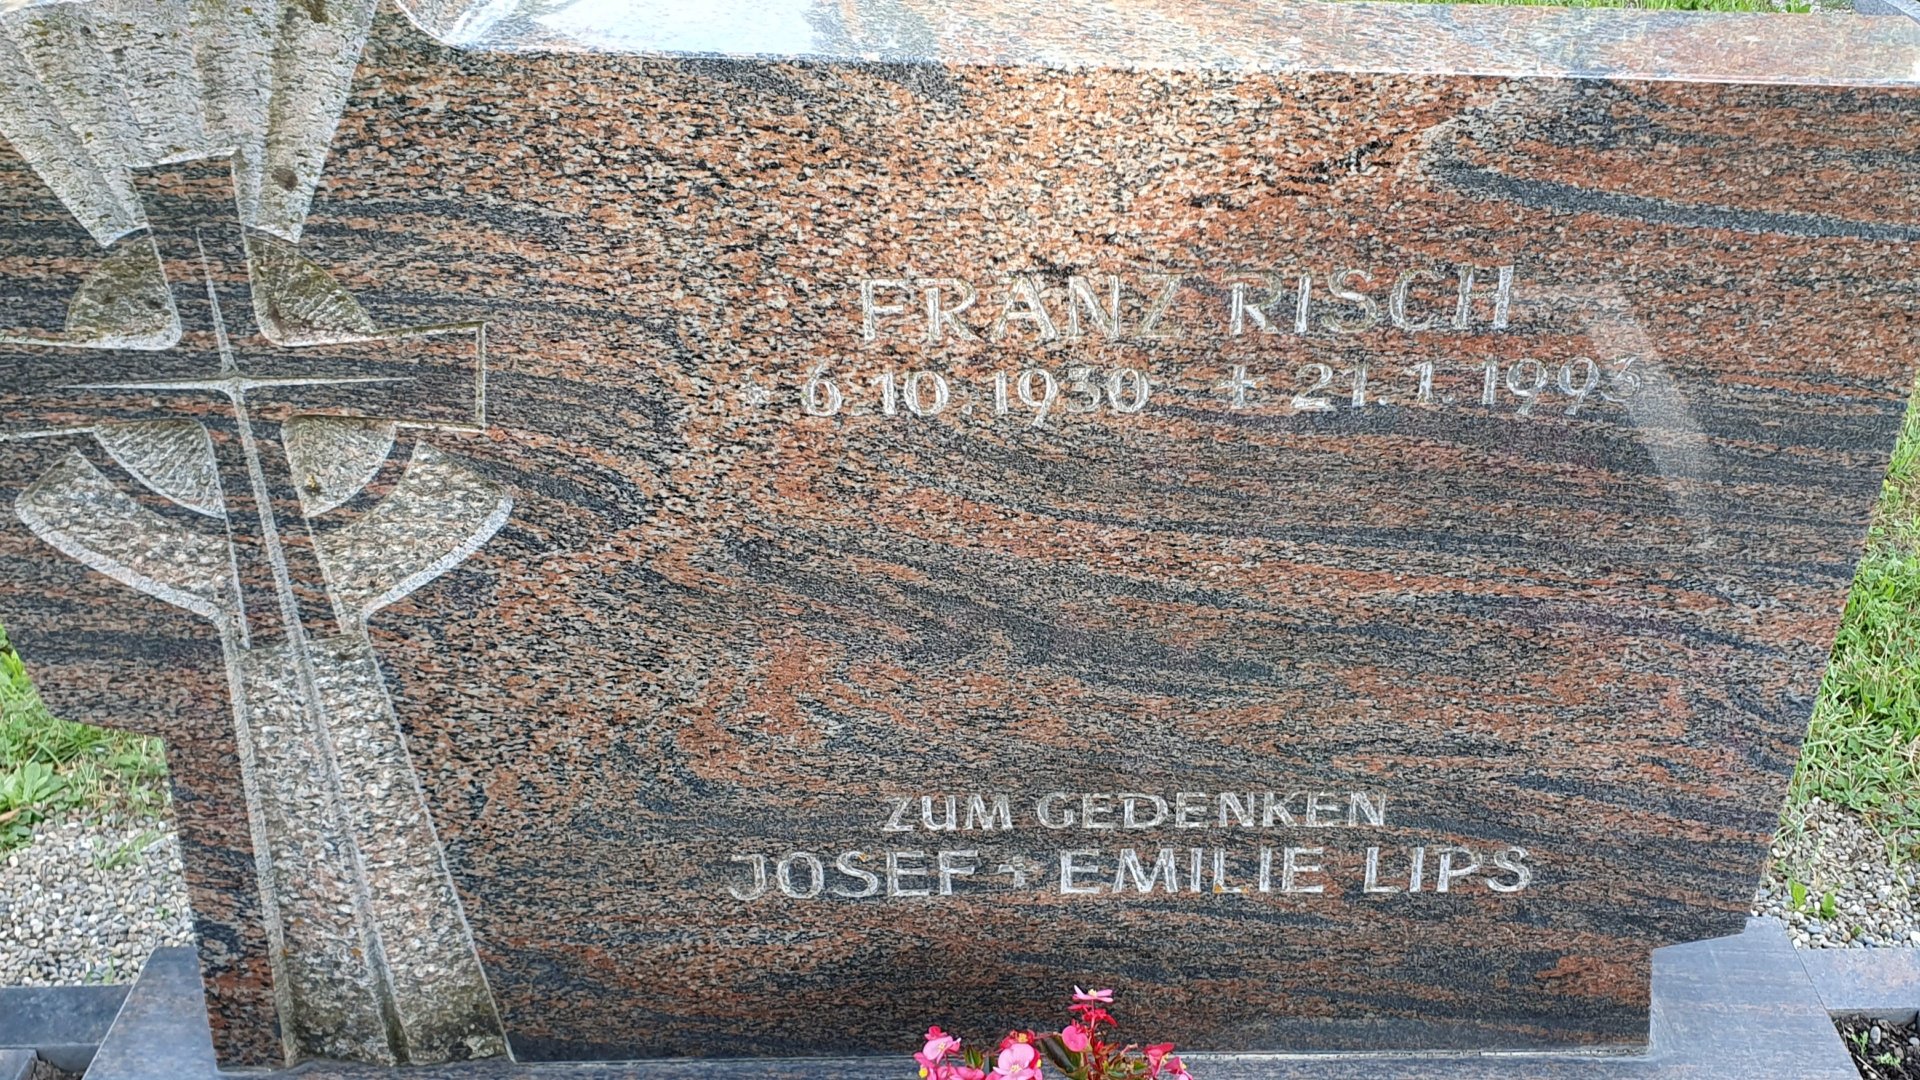 FRANZ RISCH
* 6.10.1930 + 21.1.1993
ZUM GEDENKEN
JOSEF + EMILIE LIPS